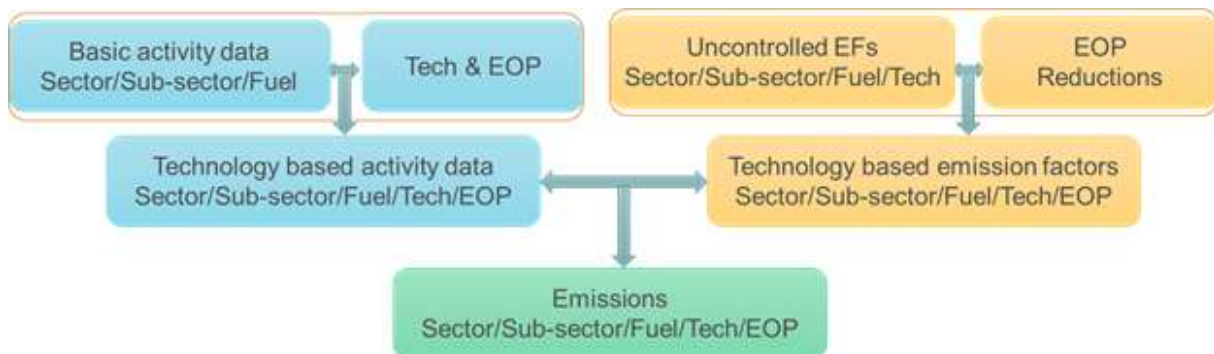 Basic activity data
Sector/Sub-sector/Fuel
Tech & EOP
Uncontrolled EFs
Sector/Sub-sector/Fuel/Tech
EOP
Reductions
Technology based activity data
Sector/Sub-sector/Fuel/Tech/EOP
Technology based emission factors
Sector/Sub-sector/Fuel/Tech/EOP
Emissions
Sector/Sub-sector/Fuel/Tech/EOP